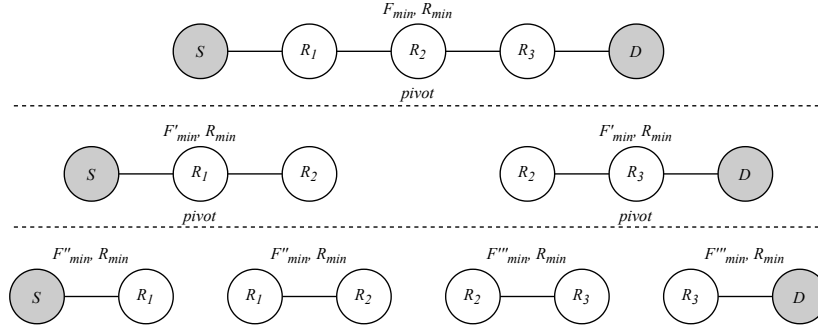 F_min, R_min
S R_1 R_2 R_3 D
pivot
F'_min, R_min F'_min, R_min
S R_1 R_2 R_2 R_3 D
pivot pivot
F''_min, R_min F''_min, R_min F'''_min, R_min F'''_min, R_min
S R_1 R_1 R_2 R_2 R_3 R_3 D